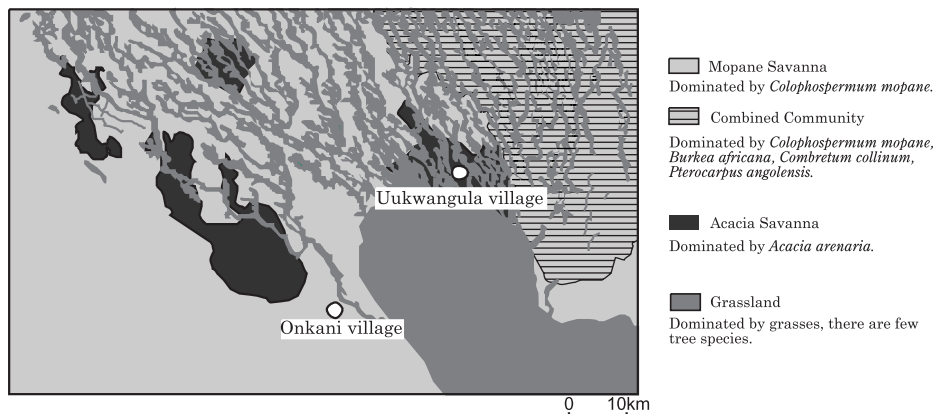 Uukwangula village
Onkani village
0 10km
Mopane Savanna
Dominated by Colophospermum mopane.
Combined Community
Dominated by Colophospermum mopane,
Burkea africana, Combretum collinum,
Pterocarpus angolensis.
Acacia Savanna
Dominated by Acacia arenaria.
Grassland
Dominated by grasses, there are few
tree species.